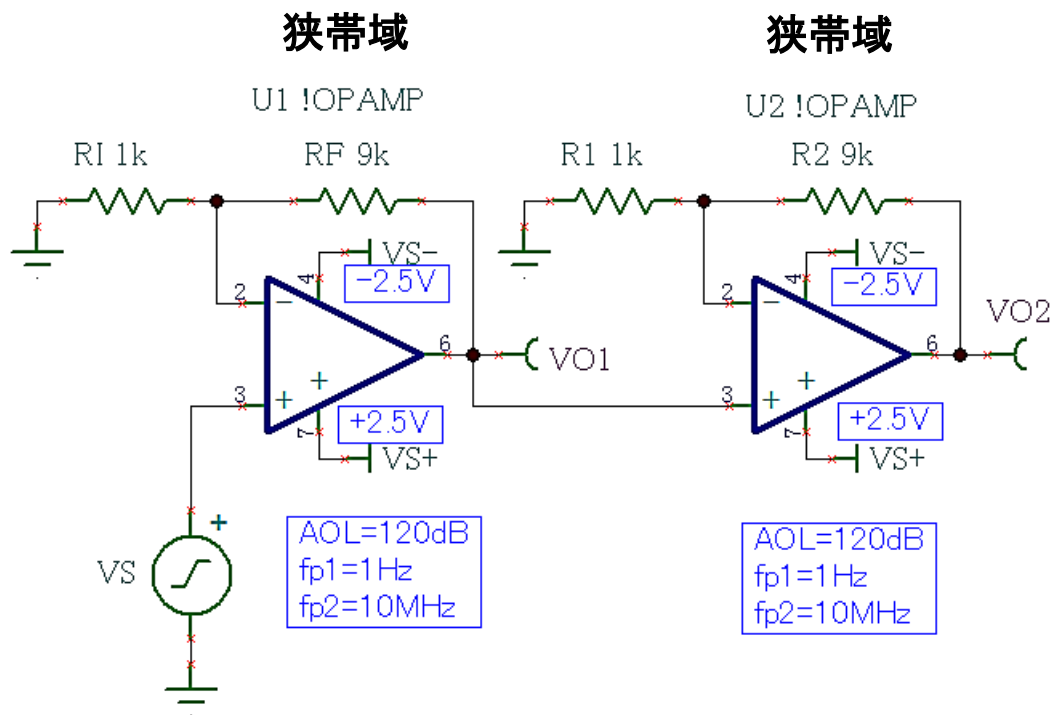 狭帯域
狭帯域
U1 !OPAMP
U2 !OPAMP
RI 1k
RF 9k
R1 1k
R2 9k
VS-
-2.5V
4
2
-
6
VO1
3
+
+
7
+2.5V
VS+
VS-
-2.5V
4
2
-
6
VO2
3
+
+
7
+2.5V
VS+
+
VS
AOL=120dB
fp1=1Hz
fp2=10MHz
AOL=120dB
fp1=1Hz
fp2=10MHz